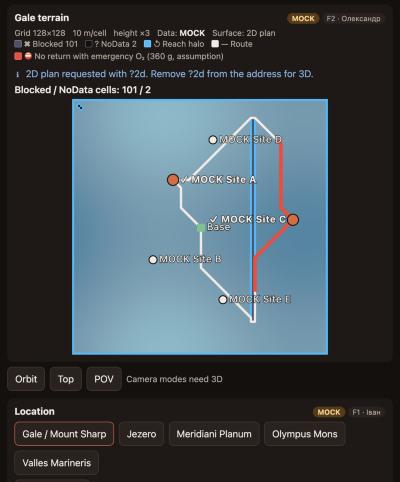 Gale terrain MOCK F2 · Олександр
Grid 128×128 10 m/cell height ×3 Data: MOCK Surface: 2D plan
⌘ Blocked 101 ? NoData 2 Reach halo — Route
⛔ No return with emergency O₂ (360 g, assumption)
ℹ 2D plan requested with ?2d. Remove ?2d from the address for 3D.
Blocked / NoData cells: 101 / 2
MOCK Site D
✓ MOCK Site A
✓ MOCK Site C
Base
MOCK Site B
MOCK Site E
Orbit Top POV Camera modes need 3D
Location MOCK F1 · Іван
Gale / Mount Sharp Jezero Meridiani Planum Olympus Mons
Valles Marineris